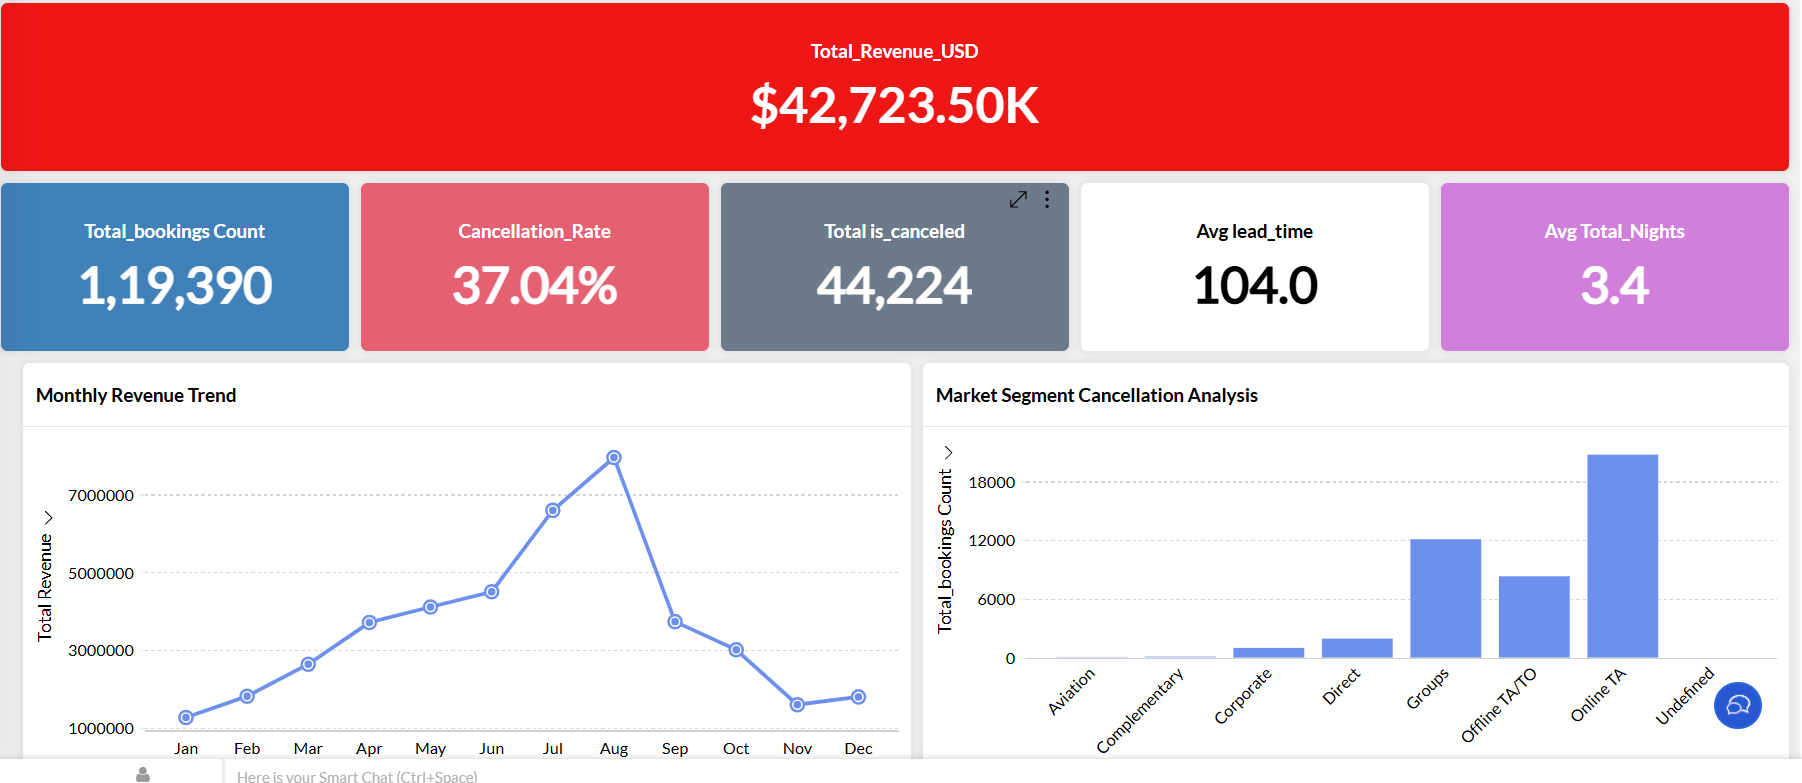 Total_Revenue_USD
$42,723.50K
Total_bookings Count
1,19,390
Cancellation_Rate
37.04%
Total is_canceled
44,224
Avg lead_time
104.0
Avg Total_Nights
3.4
Monthly Revenue Trend
Total Revenue
7000000
5000000
3000000
1000000
Jan Feb Mar Apr May Jun Jul Aug Sep Oct Nov Dec
Market Segment Cancellation Analysis
Total_bookings Count
18000
12000
6000
0
Aviation
Complementary
Corporate
Direct
Groups
Offline TA/TO
Online TA
Undefined
Here is your Smart Chat (Ctrl+Space)